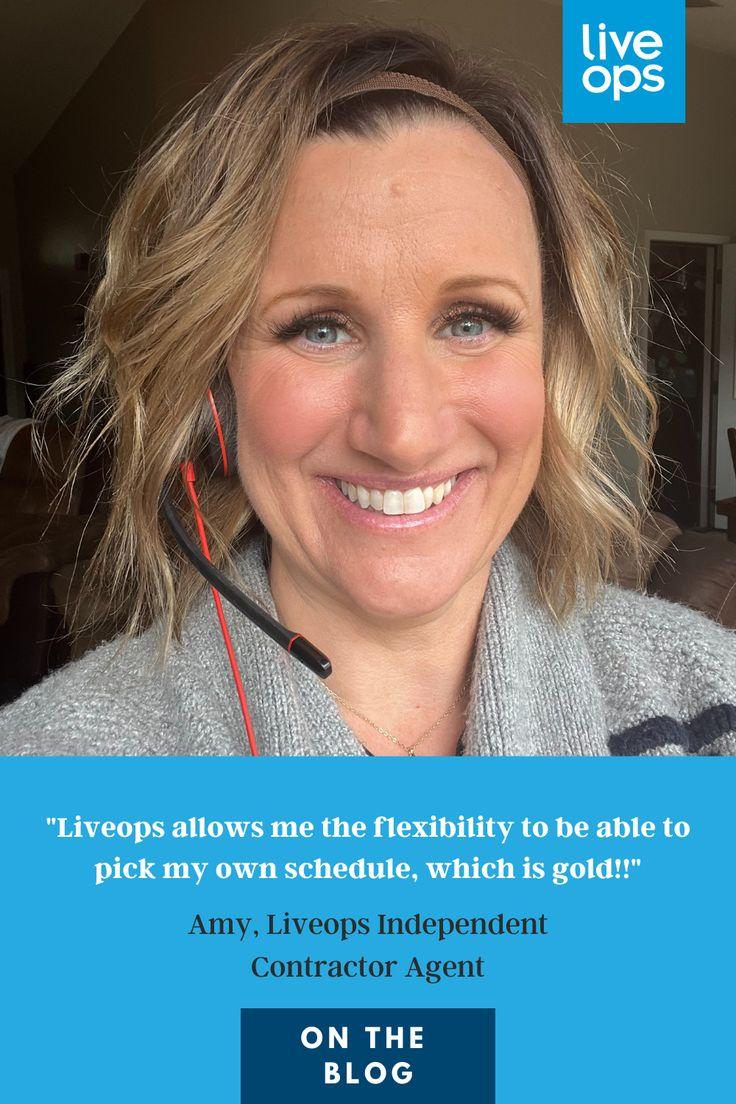 live
ops
"Liveops allows me the flexibility to be able to
pick my own schedule, which is gold!!"
Amy, Liveops Independent
Contractor Agent
ON THE
BLOG